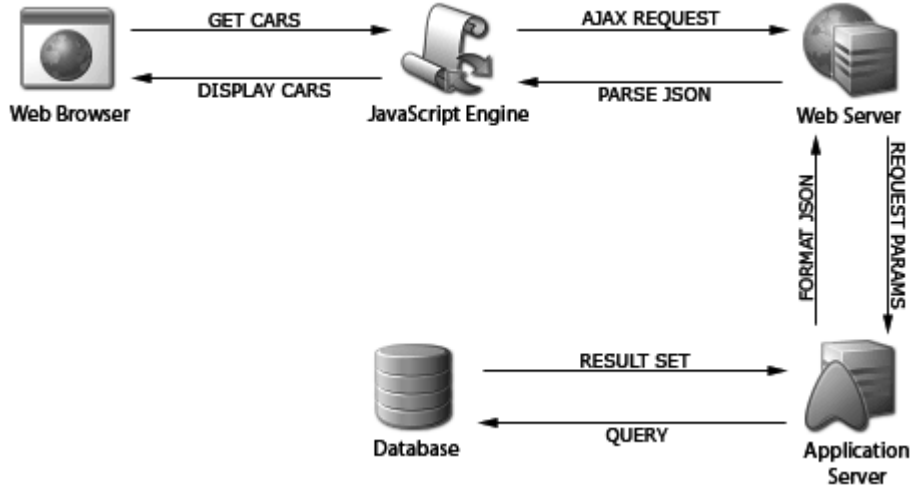 GET CARS
AJAX REQUEST
DISPLAY CARS
PARSE JSON
Web Browser
JavaScript Engine
Web Server
FORMAT JSON
REQUEST PARAMS
RESULT SET
QUERY
Database
Application
Server